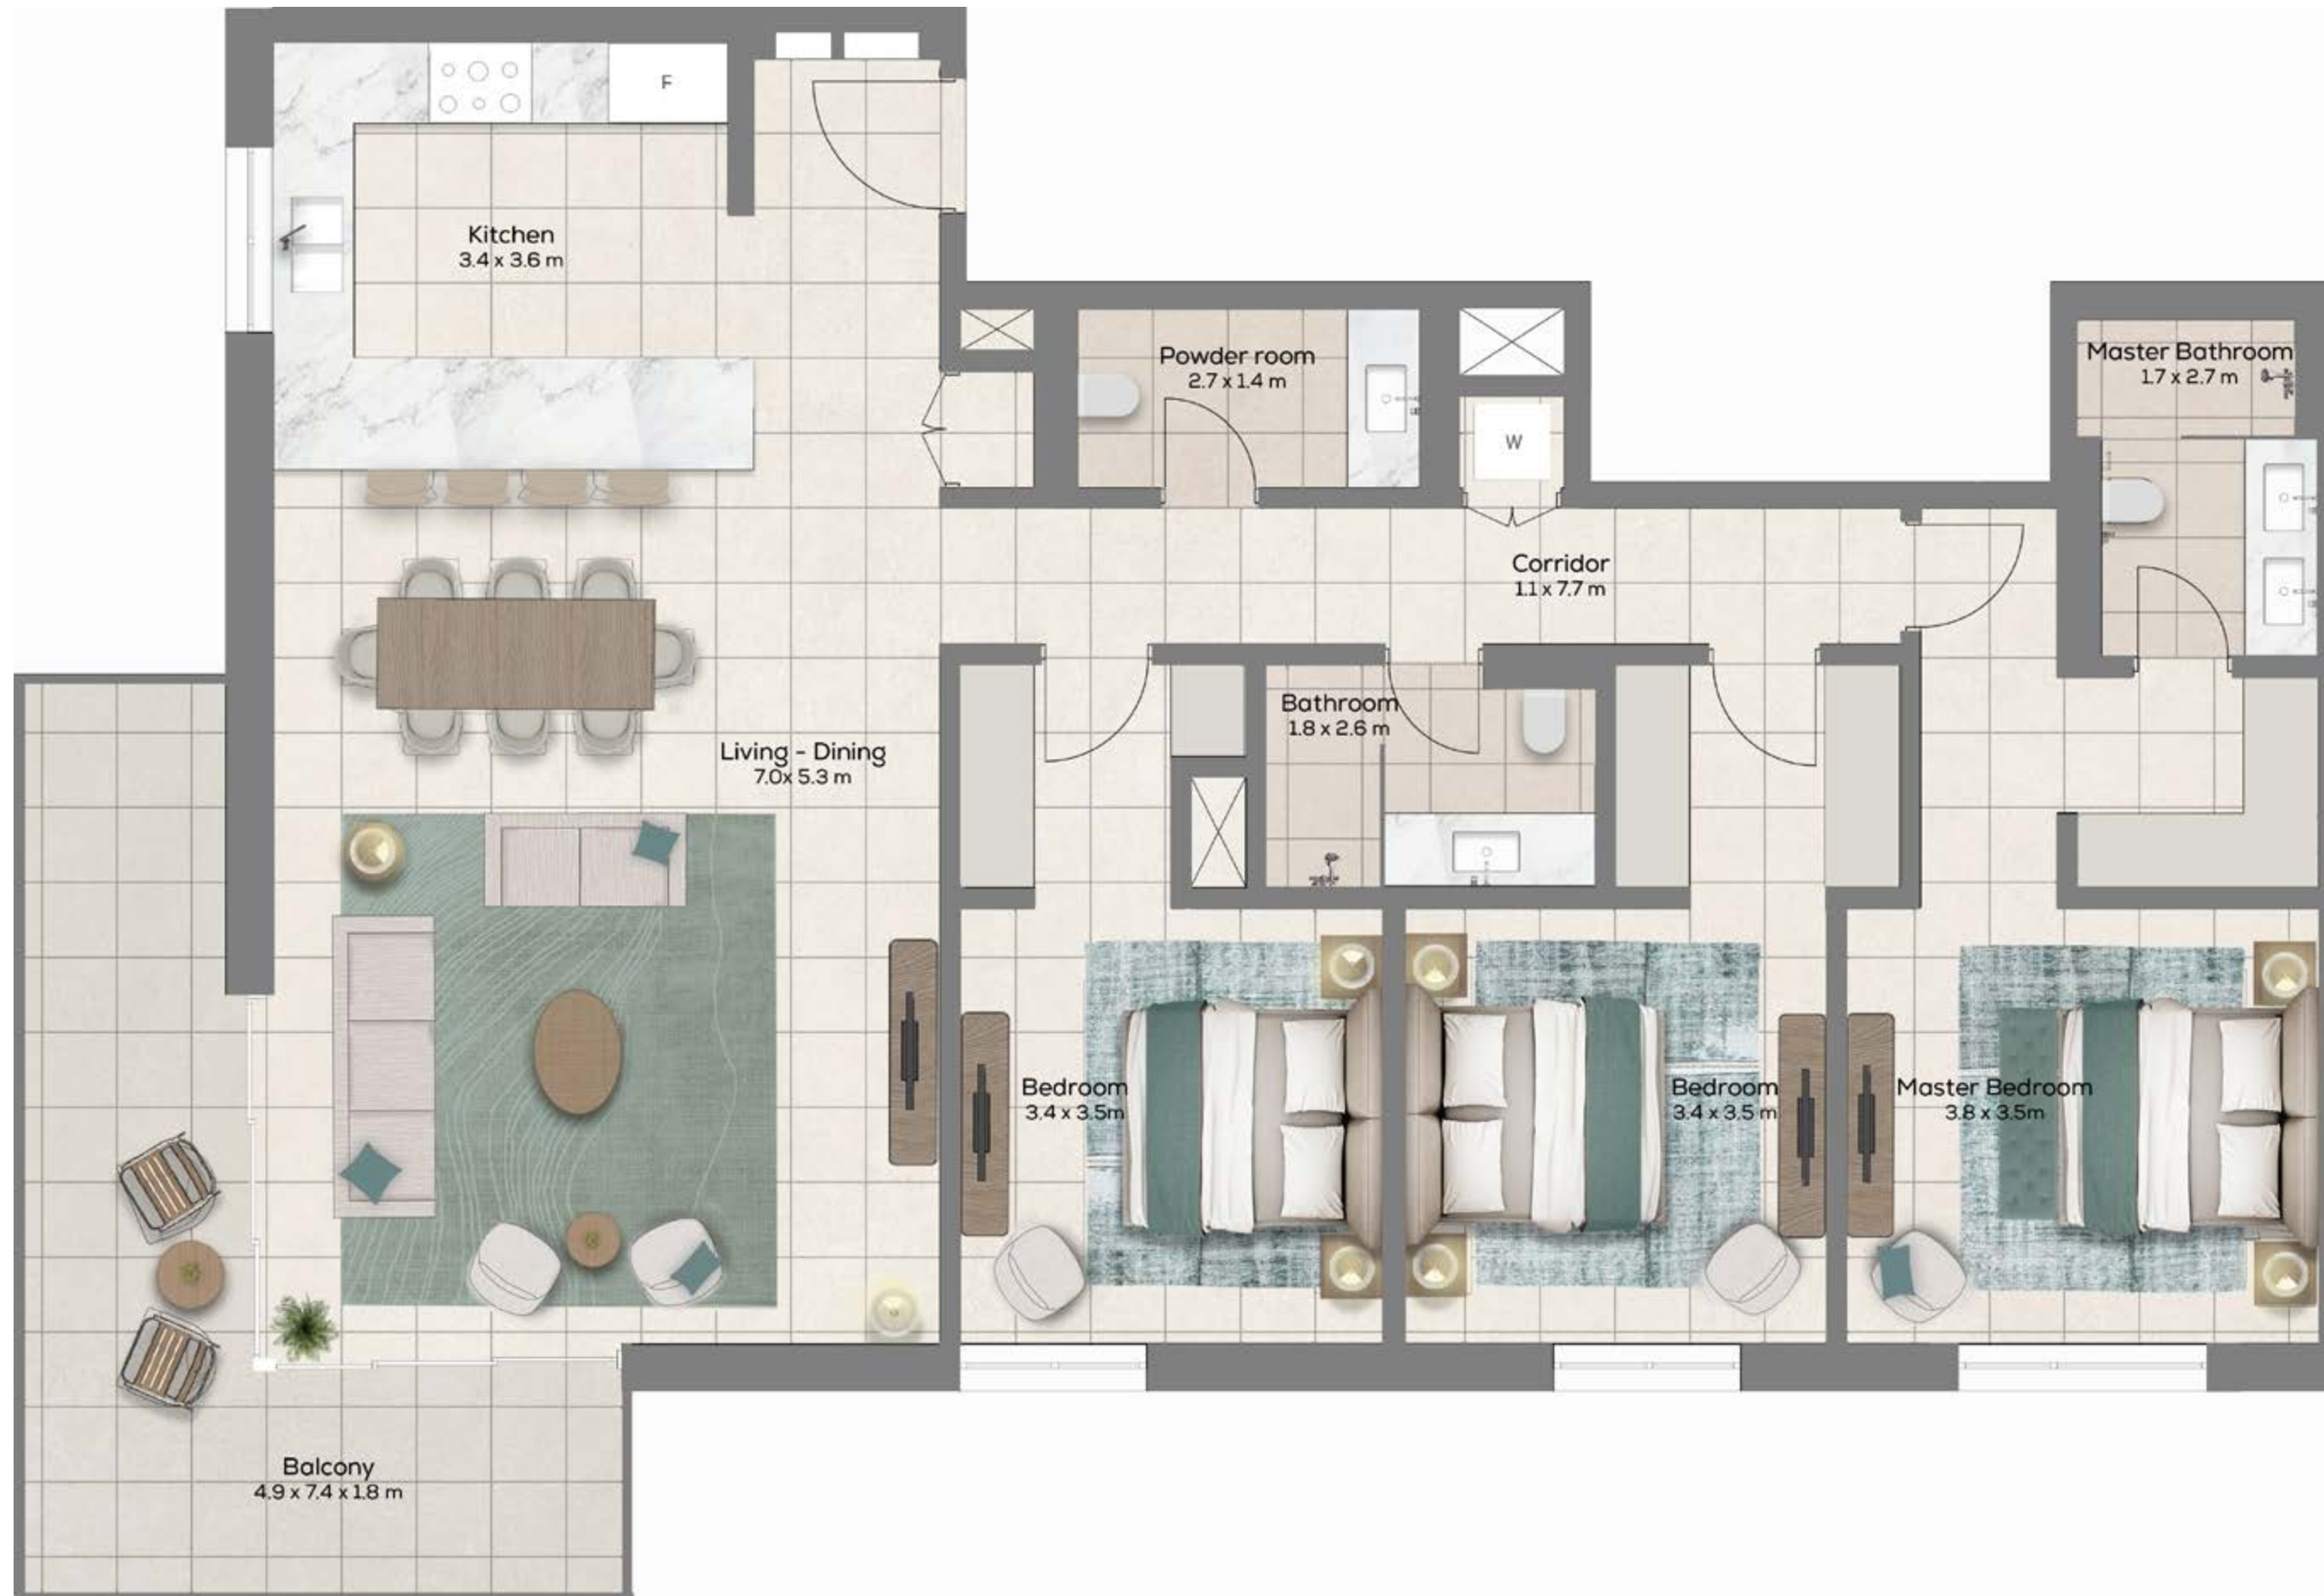 F
Kitchen
3.4 x 3.6 m
Powder room
2.7 x 1.4 m
Master Bathroom
1.7 x 2.7 m
W
Corridor
1.1 x 7.7 m
Bathroom
1.8 x 2.6 m
Living - Dining
7.0x 5.3 m
Bedroom
3.4 x 3.5m
Bedroom
3.4 x 3.5 m
Master Bedroom
3.8 x 3.5m
Balcony
4.9 x 7.4 x 1.8 m